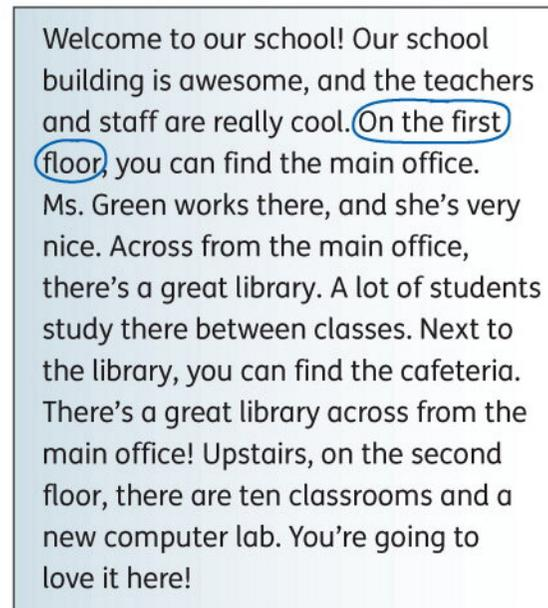 Welcome to our school! Our school
building is awesome, and the teachers
and staff are really cool. On the first
floor, you can find the main office.
Ms. Green works there, and she's very
nice. Across from the main office,
there's a great library. A lot of students
study there between classes. Next to
the library, you can find the cafeteria.
There's a great library across from the
main office! Upstairs, on the second
floor, there are ten classrooms and a
new computer lab. You're going to
love it here!